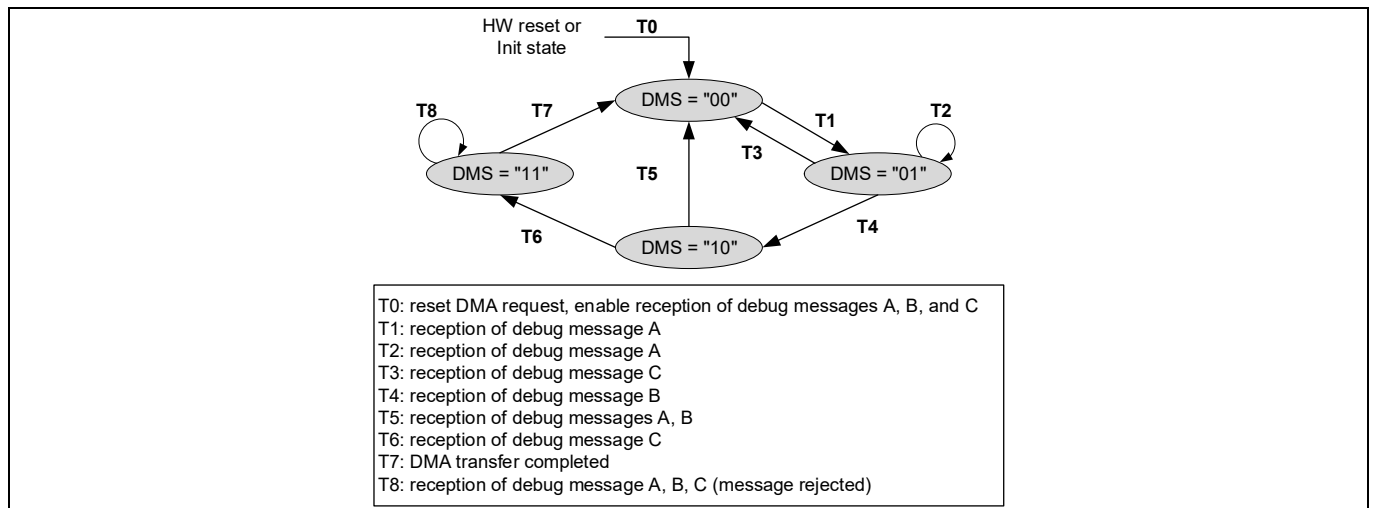 HW reset or
Init state
T0
DMS = "00"
T8
T7
T1
T2
T3
DMS = "11"
T5
DMS = "01"
T6
T4
DMS = "10"
T0: reset DMA request, enable reception of debug messages A, B, and C
T1: reception of debug message A
T2: reception of debug message A
T3: reception of debug message C
T4: reception of debug message B
T5: reception of debug messages A, B
T6: reception of debug message C
T7: DMA transfer completed
T8: reception of debug message A, B, C (message rejected)